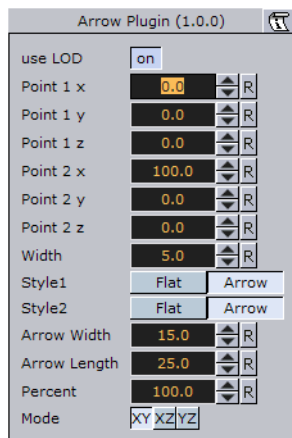 Arrow Plugin (1.0.0)
use LOD on
Point 1 x 0.0 R
Point 1 y 0.0 R
Point 1 z 0.0 R
Point 2 x 100.0 R
Point 2 y 0.0 R
Point 2 z 0.0 R
Width 5.0 R
Style1 Flat Arrow
Style2 Flat Arrow
Arrow Width 15.0 R
Arrow Length 25.0 R
Percent 100.0 R
Mode XY XZ YZ